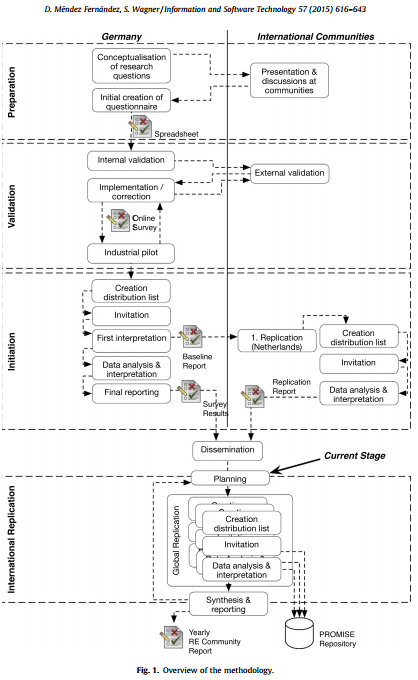 D. Méndez Fernández, S. Wagner / Information and Software Technology 57 (2015) 616–643
Germany
International Communities
Preparation
Conceptualisation
of research
questions
Presentation &
discussions at
communities
Initial creation of
questionnaire
Spreadsheet
Validation
Internal validation
External validation
Implementation /
correction
Online
Survey
Industrial pilot
Initiation
Creation
distribution list
Invitation
First interpretation
Baseline
Report
Data analysis &
interpretation
Final reporting
Survey
Results
1. Replication
(Netherlands)
Creation
distribution list
Invitation
Data analysis &
interpretation
Replication
Report
Dissemination
Current Stage
International Replication
Planning
Global Replication
Creation
distribution list
Invitation
Data analysis &
interpretation
Synthesis &
reporting
Yearly
RE Community
Report
PROMISE
Repository
Fig. 1. Overview of the methodology.